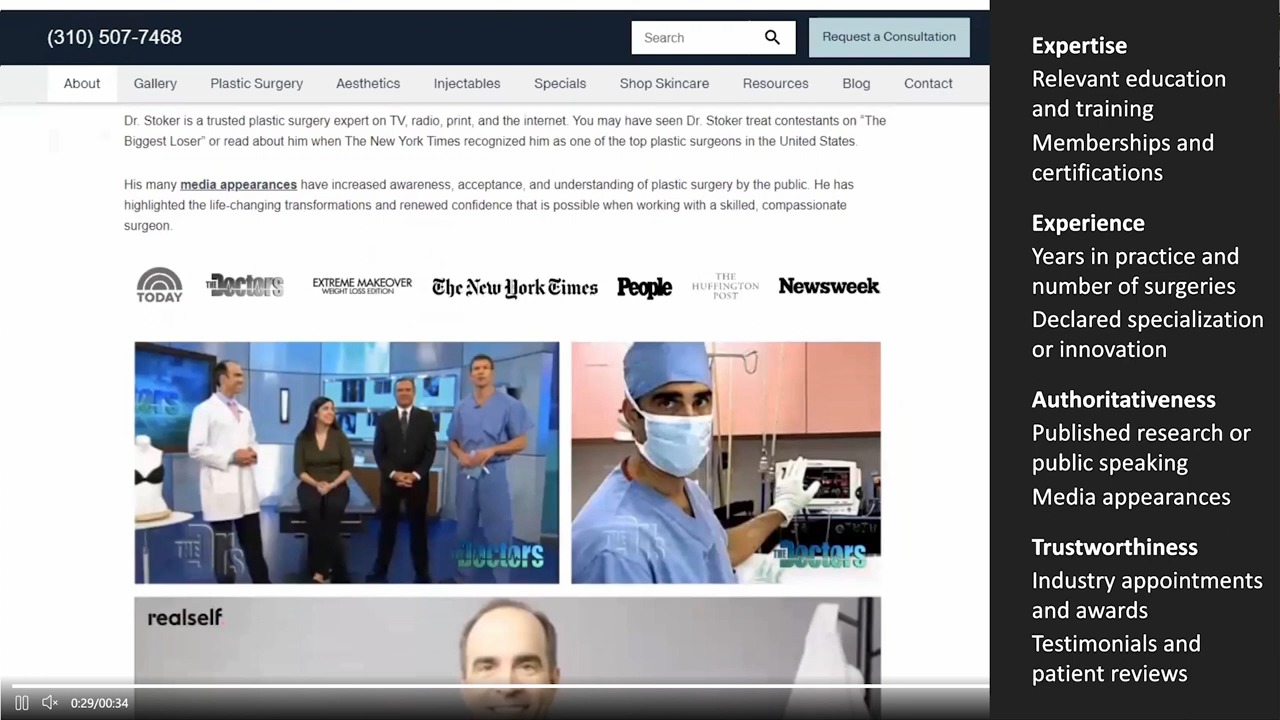 (310) 507-7468
Search
Request a Consultation
About Gallery Plastic Surgery Aesthetics Injectables Specials Shop Skincare Resources Blog Contact
Dr. Stoker is a trusted plastic surgery expert on TV, radio, print, and the internet. You may have seen Dr. Stoker treat contestants on “The
Biggest Loser” or read about him when The New York Times recognized him as one of the top plastic surgeons in the United States.
His many media appearances have increased awareness, acceptance, and understanding of plastic surgery by the public. He has
highlighted the life-changing transformations and renewed confidence that is possible when working with a skilled, compassionate
surgeon.
TODAY
THE Doctors
EXTREME MAKEOVER
WEIGHT LOSS EDITION
The New York Times
People
THE
HUFFINGTON
POST
Newsweek
THE Doctors
THE Doctors
realself
0:29/00:34
Expertise
Relevant education
and training
Memberships and
certifications
Experience
Years in practice and
number of surgeries
Declared specialization
or innovation
Authoritativeness
Published research or
public speaking
Media appearances
Trustworthiness
Industry appointments
and awards
Testimonials and
patient reviews